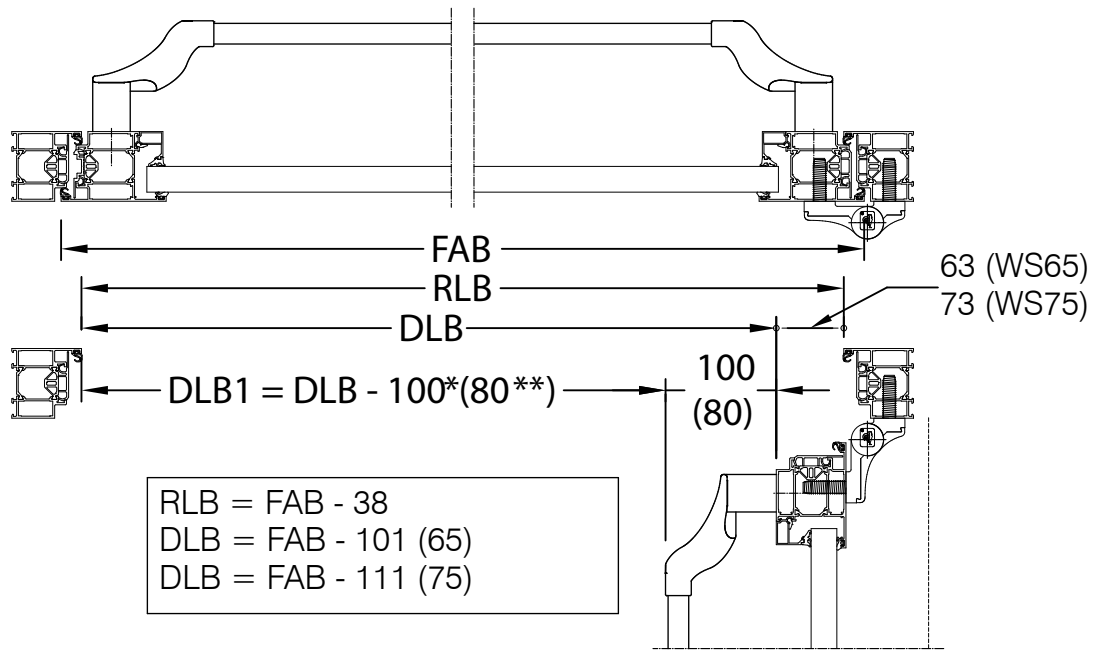 FAB
RLB
63 (WS65)
73 (WS75)
DLB
DLB1 = DLB - 100*(80**)
100
(80)
RLB = FAB - 38
DLB = FAB - 101 (65)
DLB = FAB - 111 (75)